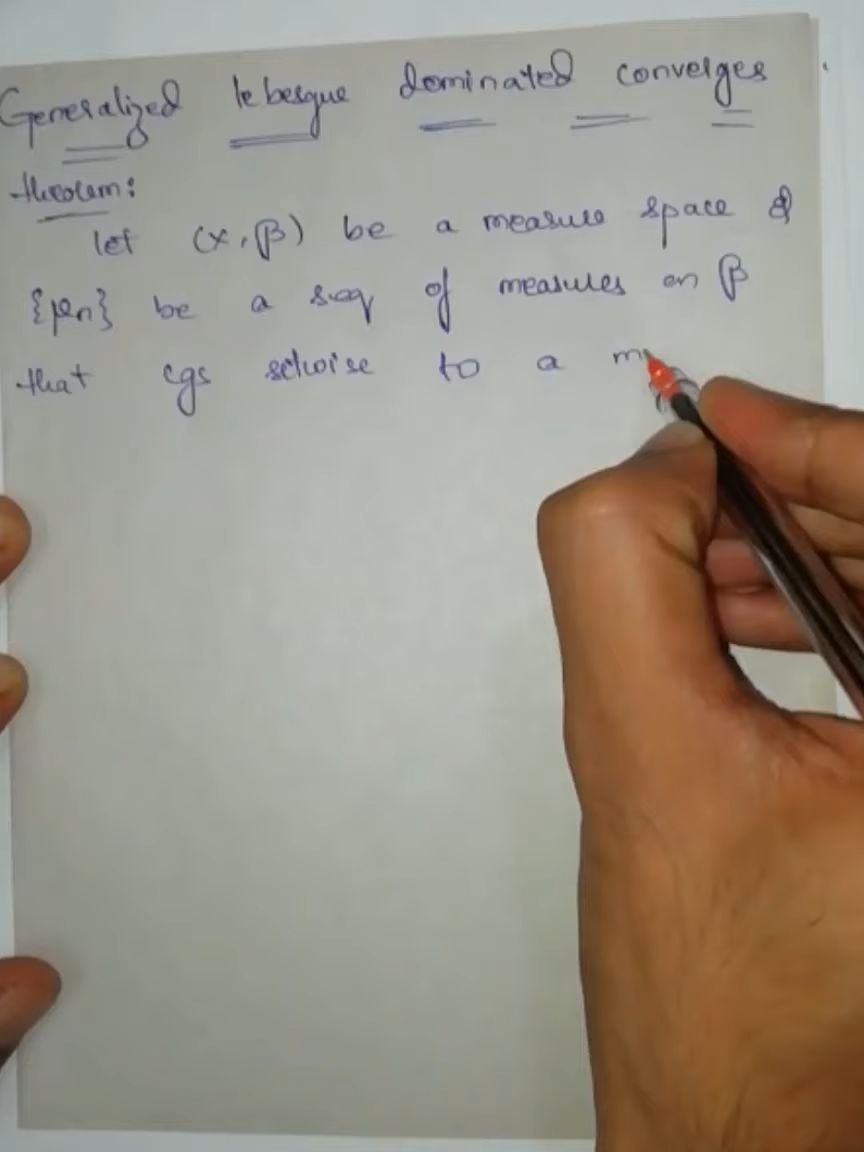 Generalized lebesgue dominated converges
theorem:
let (x, β) be a measure space &
{μn} be a seq of measures on β
that cgs setwise to a m